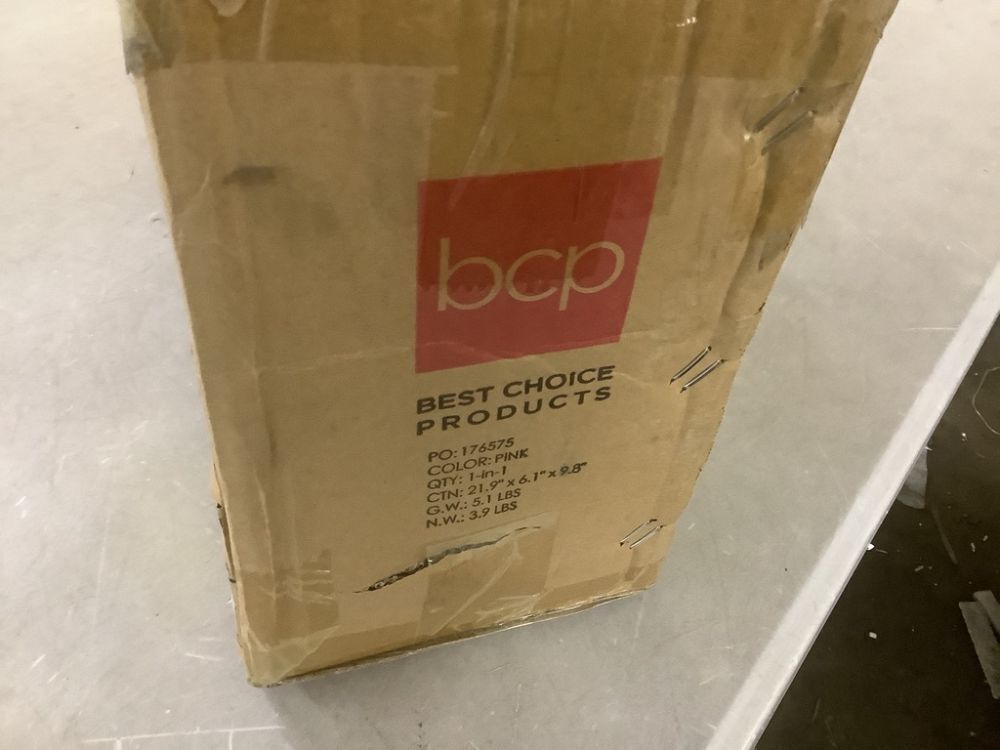 bcp
BEST CHOICE
PRODUCTS
PO: 176575
COLOR: PINK
QTY: 1-in-1
CTN: 21.9" x 6.1" x 9.8"
G.W.: 5.1 LBS
N.W.: 3.9 LBS